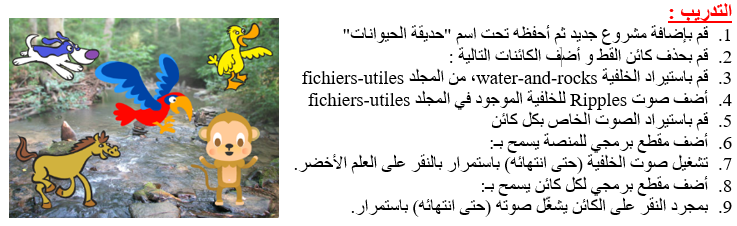 التدريب :
1. قم بإضافة مشروع جديد ثم أحفظه تحت اسم "حديقة الحيوانات"
2. قم بحذف كائن القط و أضف الكائنات التالية :
3. قم باستيراد الخلفية water-and-rocks، من المجلد fichiers-utiles
4. أضف صوت Ripples للخلفية الموجود في المجلد fichiers-utiles
5. قم باستيراد الصوت الخاص بكل كائن
6. أضف مقطع برمجي للمنصة يسمح بـ:
7. تشغيل صوت الخلفية (حتى انتهائه) باستمرار بالنقر على العلم الأخضر.
8. أضف مقطع برمجي لكل كائن يسمح بـ:
9. بمجرد النقر على الكائن يشغّل صوته (حتى انتهائه) باستمرار.